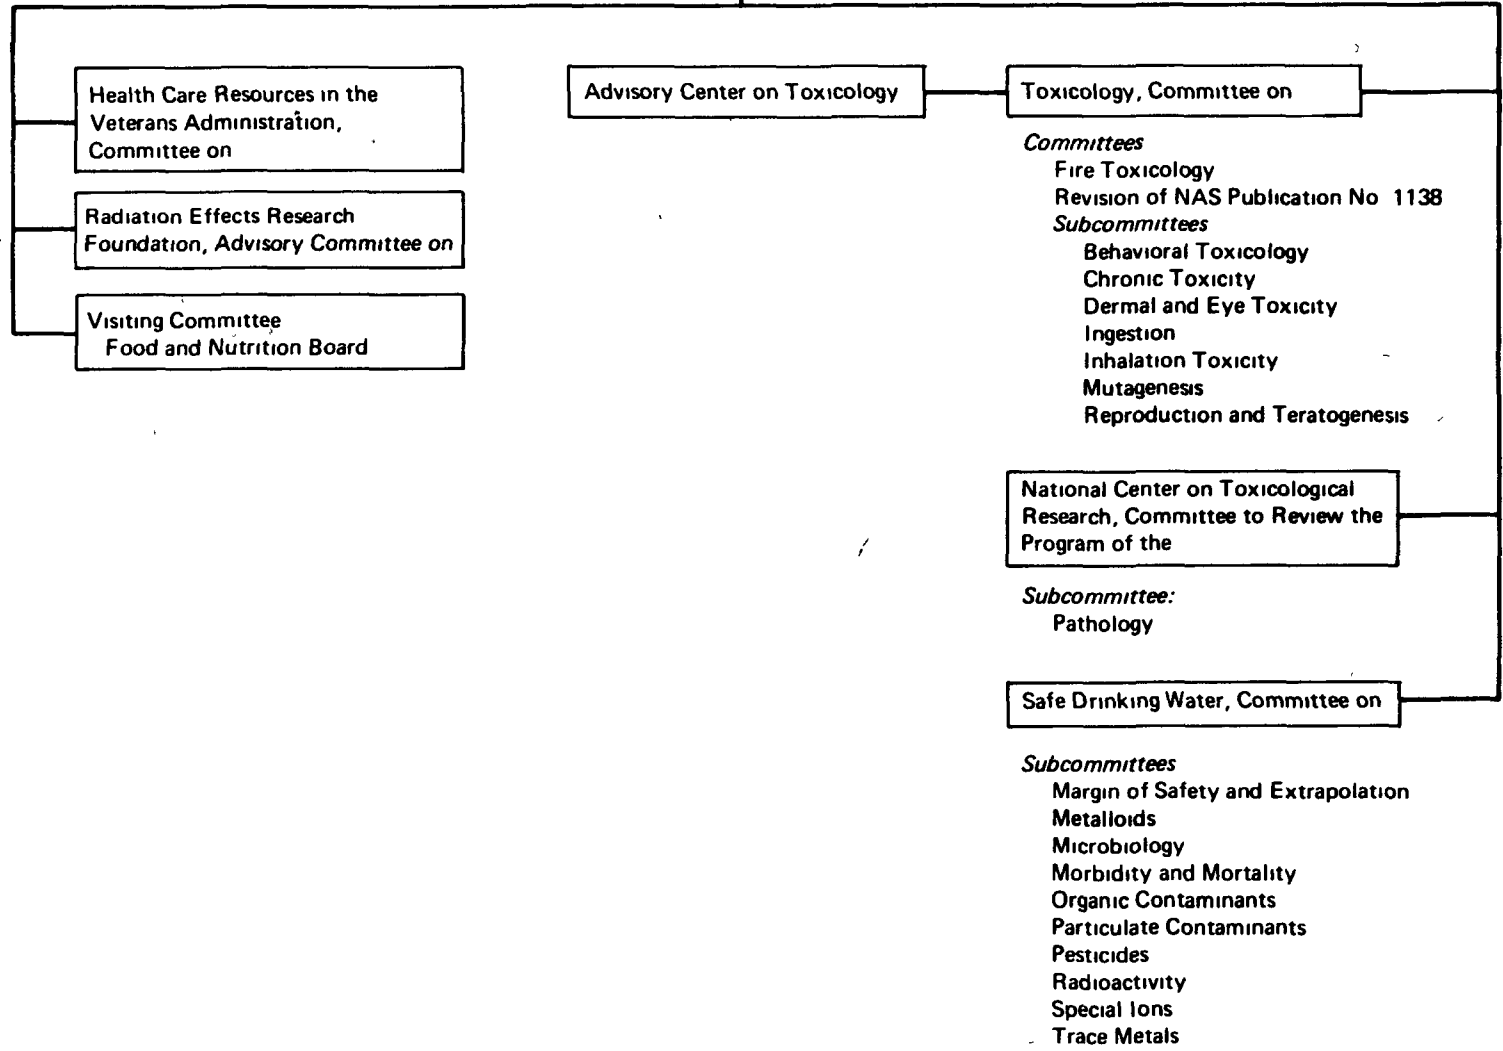 Health Care Resources in the
Veterans Administration,
Committee on
Radiation Effects Research
Foundation, Advisory Committee on
Visiting Committee
Food and Nutrition Board
Advisory Center on Toxicology
Toxicology, Committee on
Committees
Fire Toxicology
Revision of NAS Publication No 1138
Subcommittees
Behavioral Toxicology
Chronic Toxicity
Dermal and Eye Toxicity
Ingestion
Inhalation Toxicity
Mutagenesis
Reproduction and Teratogenesis
National Center on Toxicological
Research, Committee to Review the
Program of the
Subcommittee:
Pathology
Safe Drinking Water, Committee on
Subcommittees
Margin of Safety and Extrapolation
Metalloids
Microbiology
Morbidity and Mortality
Organic Contaminants
Particulate Contaminants
Pesticides
Radioactivity
Special Ions
Trace Metals